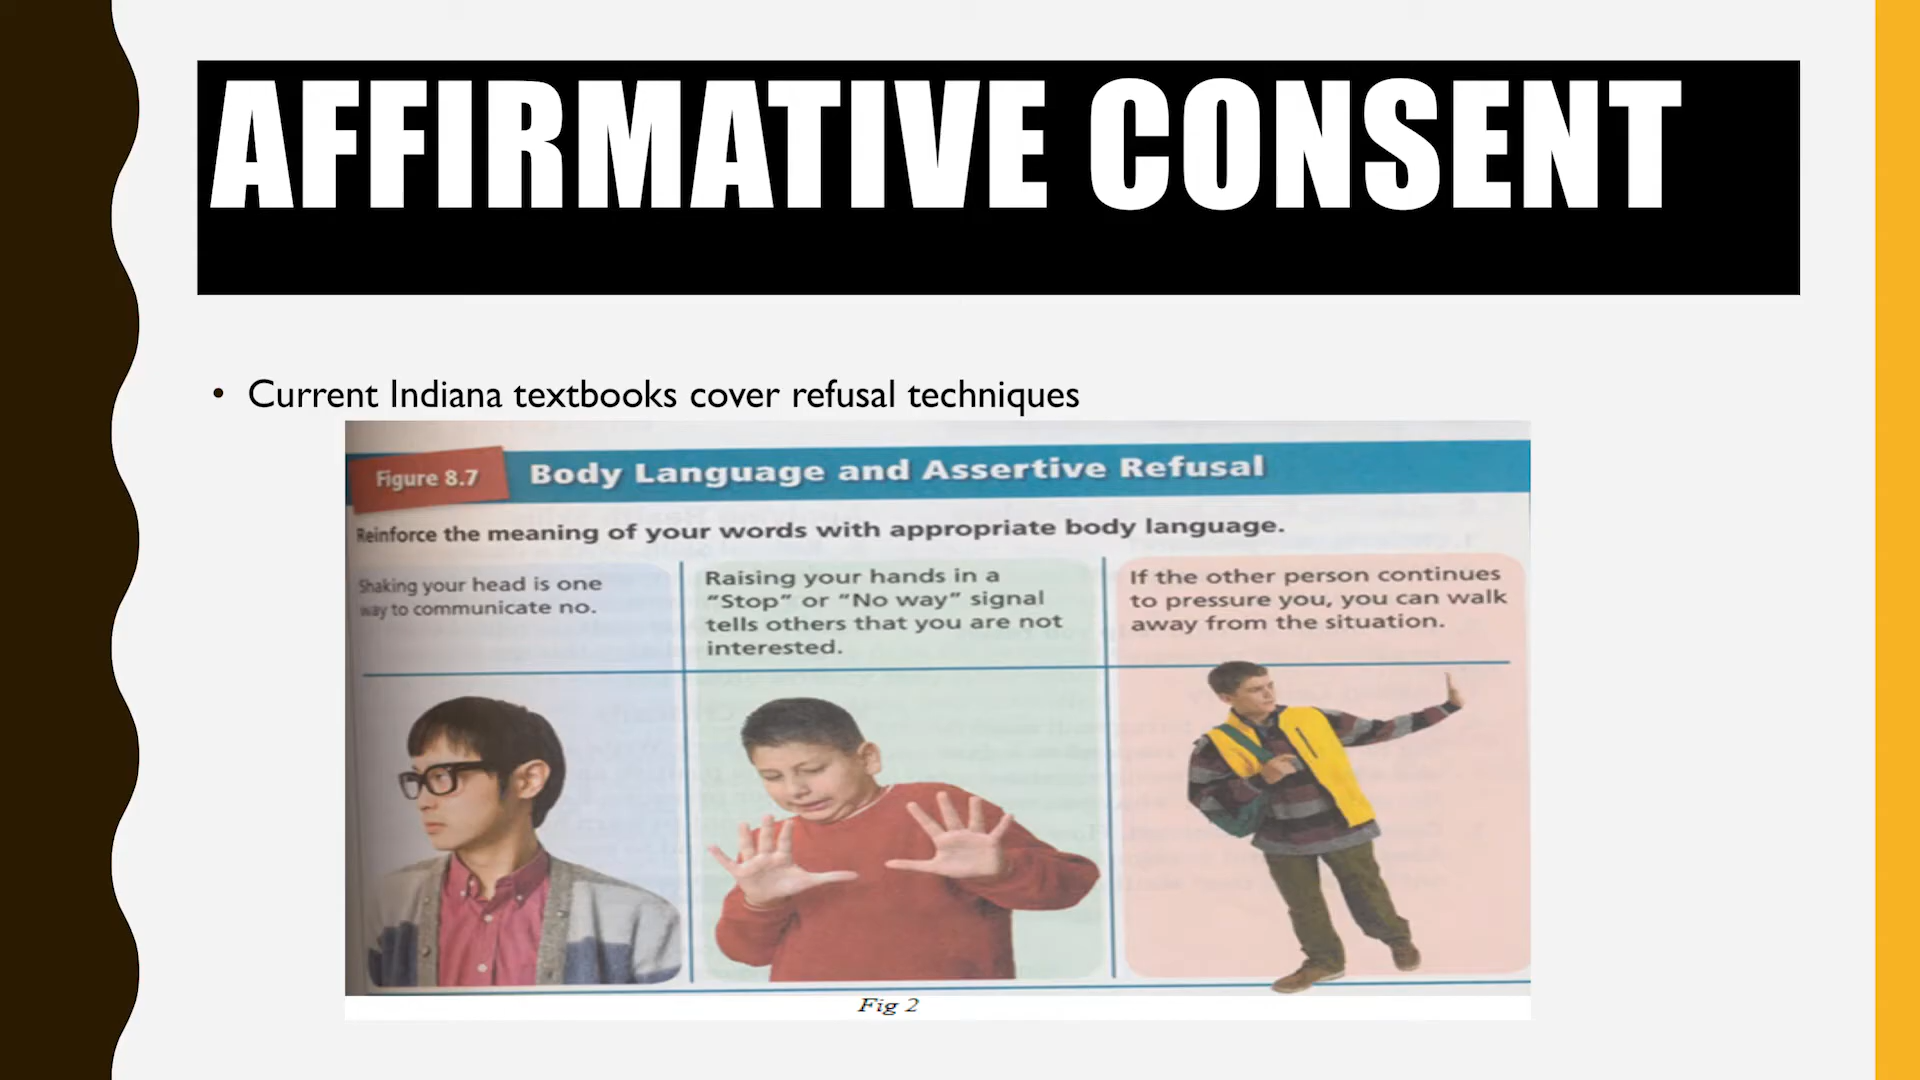 AFFIRMATIVE CONSENT
• Current Indiana textbooks cover refusal techniques
Figure 8.7
Body Language and Assertive Refusal
Reinforce the meaning of your words with appropriate body language.
Shaking your head is one
way to communicate no.
Raising your hands in a
“Stop” or “No way” signal
tells others that you are not
interested.
If the other person continues
to pressure you, you can walk
away from the situation.
Fig 2